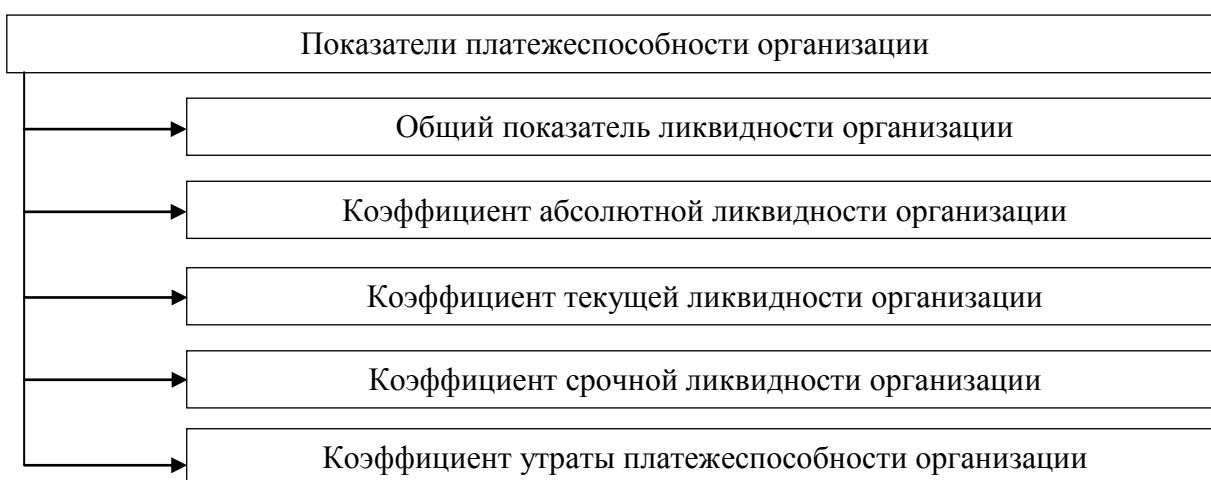 Показатели платежеспособности организации
Общий показатель ликвидности организации
Коэффициент абсолютной ликвидности организации
Коэффициент текущей ликвидности организации
Коэффициент срочной ликвидности организации
Коэффициент утраты платежеспособности организации